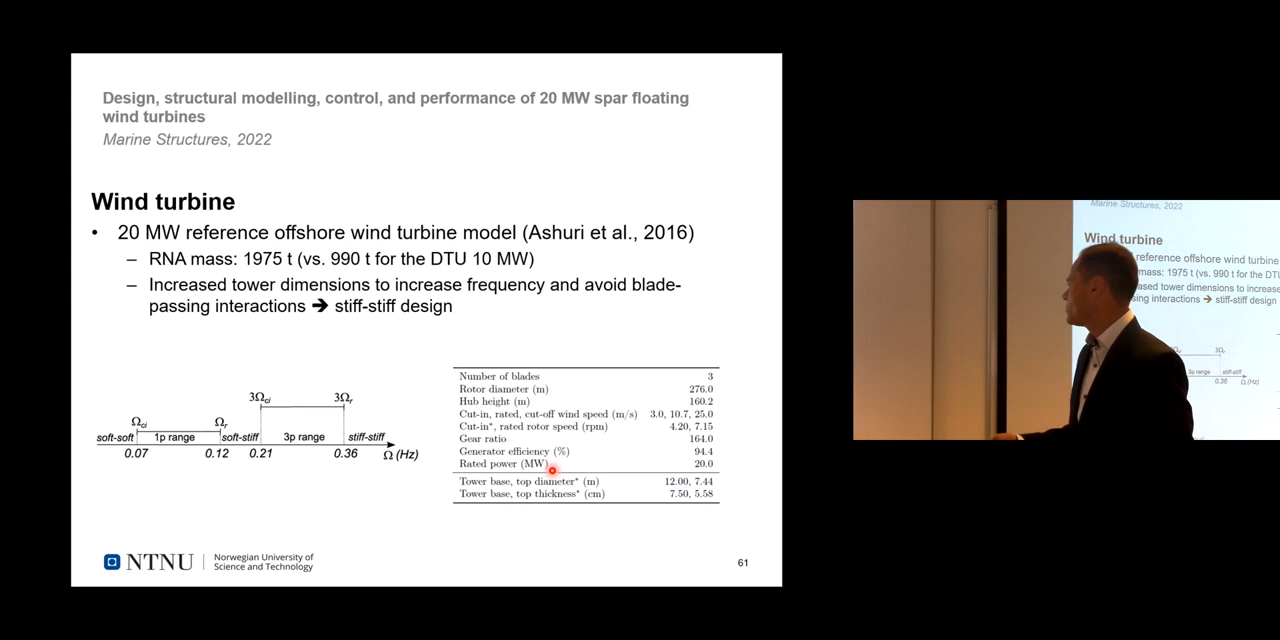 Design, structural modelling, control, and performance of 20 MW spar floating
wind turbines
Marine Structures, 2022
Wind turbine
• 20 MW reference offshore wind turbine model (Ashuri et al., 2016)
– RNA mass: 1975 t (vs. 990 t for the DTU 10 MW)
– Increased tower dimensions to increase frequency and avoid blade-
passing interactions ➔ stiff-stiff design
3Ωci 3Ωr
Ωci Ωr
soft-soft 1p range soft-stiff 3p range stiff-stiff
0.07 0.12 0.21 0.36 Ω (Hz)
Number of blades 3
Rotor diameter (m) 276.0
Hub height (m) 160.2
Cut-in, rated, cut-off wind speed (m/s) 3.0, 10.7, 25.0
Cut-in*, rated rotor speed (rpm) 4.20, 7.15
Gear ratio 164.0
Generator efficiency (%) 94.4
Rated power (MW) 20.0
Tower base, top diameter* (m) 12.00, 7.44
Tower base, top thickness* (cm) 7.50, 5.58
NTNU
Norwegian University of
Science and Technology
61
Marine Structures, 2022
Wind turbine
reference offshore wind turbine
mass: 1975 t (vs. 990 t for the DTU
ased tower dimensions to increase
sing interactions ➔ stiff-stiff design
3Ωr
3p range stiff-stiff
0.36 Ω (Hz)